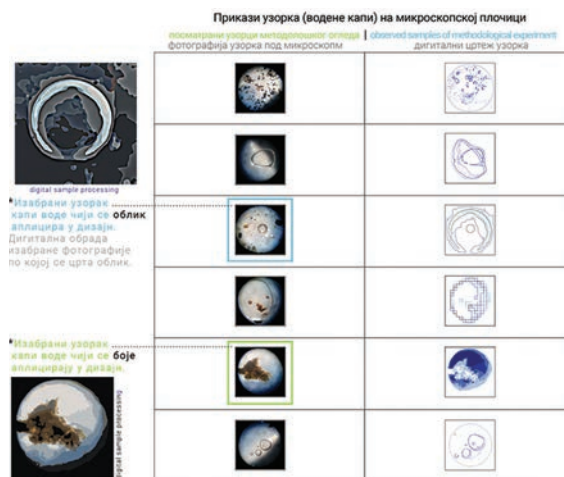 Прикази узорка (водене капи) на микроскопској плочици
посматрани узорци методолошког огледа | observed samples of methodological experiment
фотографија узорка под микроскопм
дигитални цртеж узорка
digital sample processing
*Изабрани узорак
капи воде чији се облик
аплицира у дизајн.
Дигитална обрада
изабране фотографије
по којој се црта облик.
*Изабрани узорак
капи воде чији се боје
аплицирају у дизајн.
digital sample processing